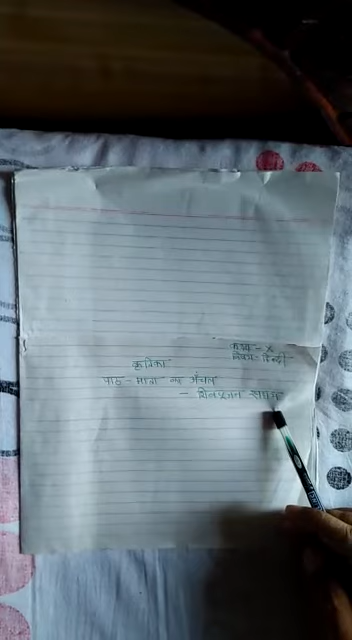 कक्षा - X
विषय - हिन्दी
कृतिका
पाठ - माता का अँचल
- शिवपूजन सहाय